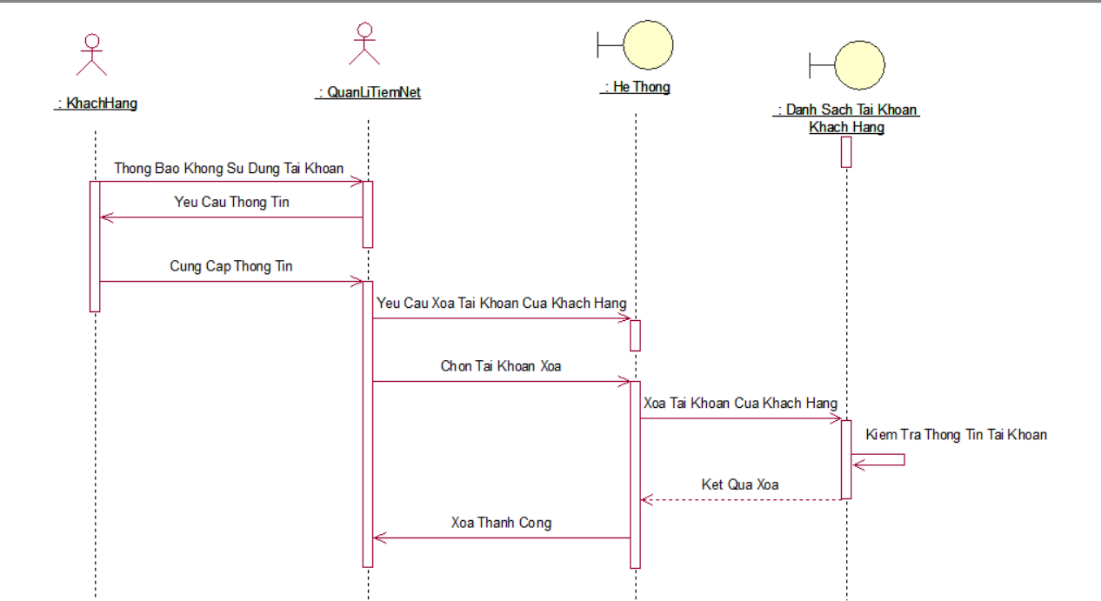 : KhachHang
: QuanLiTiemNet
: He Thong
: Danh Sach Tai Khoan
Khach Hang
Thong Bao Khong Su Dung Tai Khoan
Yeu Cau Thong Tin
Cung Cap Thong Tin
Yeu Cau Xoa Tai Khoan Cua Khach Hang
Chon Tai Khoan Xoa
Xoa Tai Khoan Cua Khach Hang
Kiem Tra Thong Tin Tai Khoan
Ket Qua Xoa
Xoa Thanh Cong